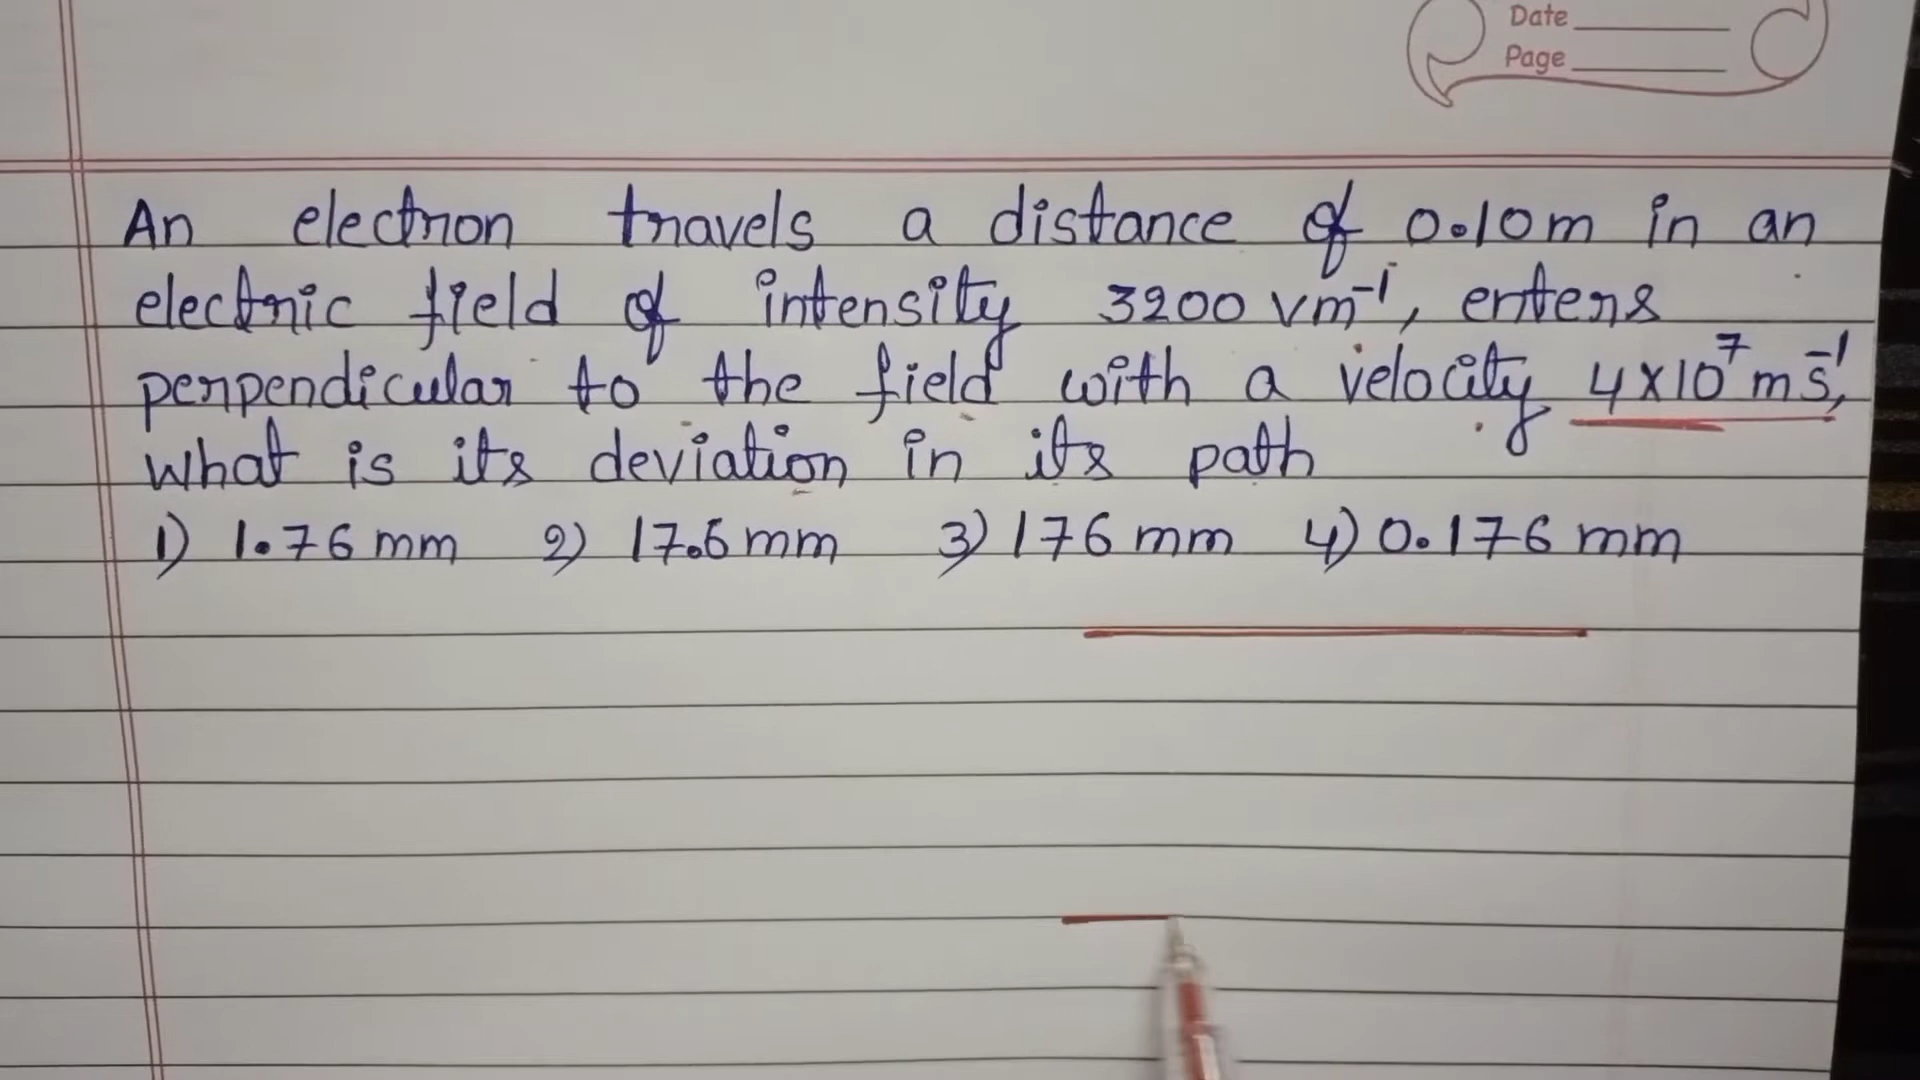 Date
Page
An electron travels a distance of 0.10m in an
electric field of intensity 3200 vm⁻¹, enters
perpendicular to the field with a velocity 4×10⁷ms⁻¹,
what is its deviation in its path
1) 1.76 mm 2) 17.6 mm 3) 176 mm 4) 0.176 mm